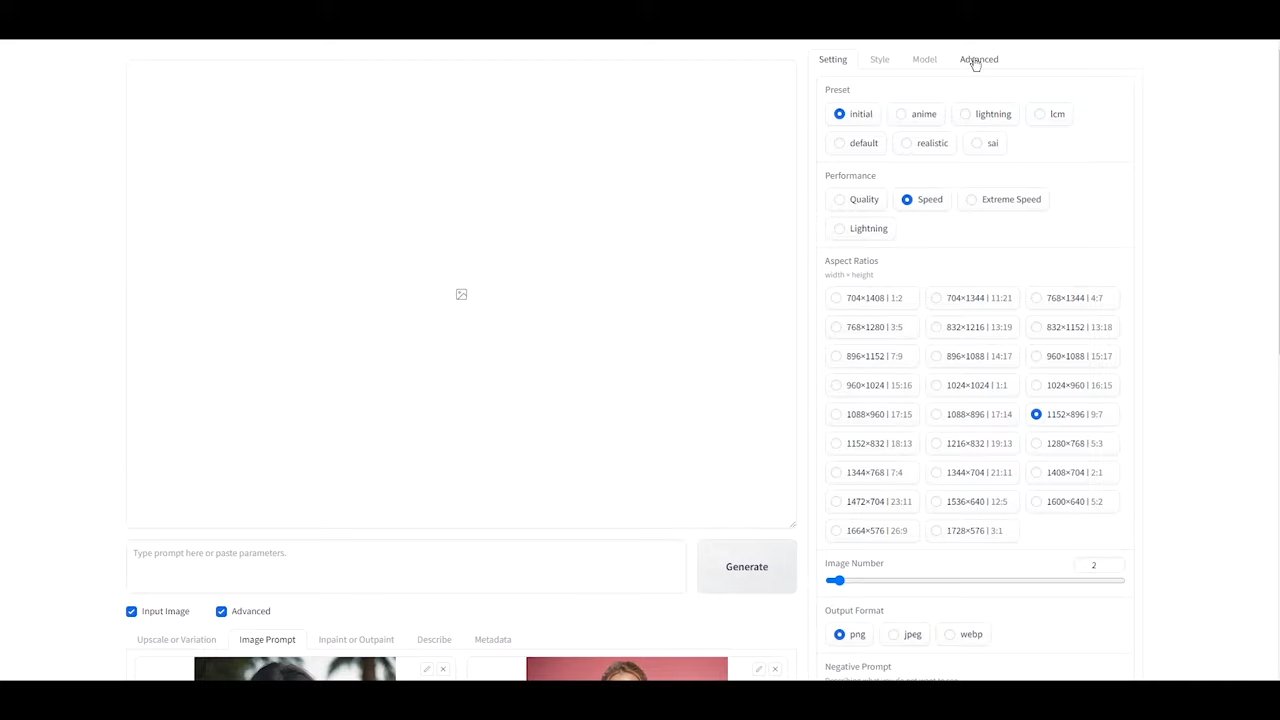 Setting Style Model Advanced
Preset
initial anime lightning lcm
default realistic sai
Performance
Quality Speed Extreme Speed
Lightning
Aspect Ratios
width × height
704×1408 | 1:2 704×1344 | 11:21 768×1344 | 4:7
768×1280 | 3:5 832×1216 | 13:19 832×1152 | 13:18
896×1152 | 7:9 896×1088 | 14:17 960×1088 | 15:17
960×1024 | 15:16 1024×1024 | 1:1 1024×960 | 16:15
1088×960 | 17:15 1088×896 | 17:14 1152×896 | 9:7
1152×832 | 18:13 1216×832 | 19:13 1280×768 | 5:3
1344×768 | 7:4 1344×704 | 21:11 1408×704 | 2:1
1472×704 | 23:11 1536×640 | 12:5 1600×640 | 5:2
1664×576 | 26:9 1728×576 | 3:1
Image Number 2
Output Format
png jpeg webp
Negative Prompt
Type prompt here or paste parameters.
Generate
Input Image Advanced
Upscale or Variation Image Prompt Inpaint or Outpaint Describe Metadata